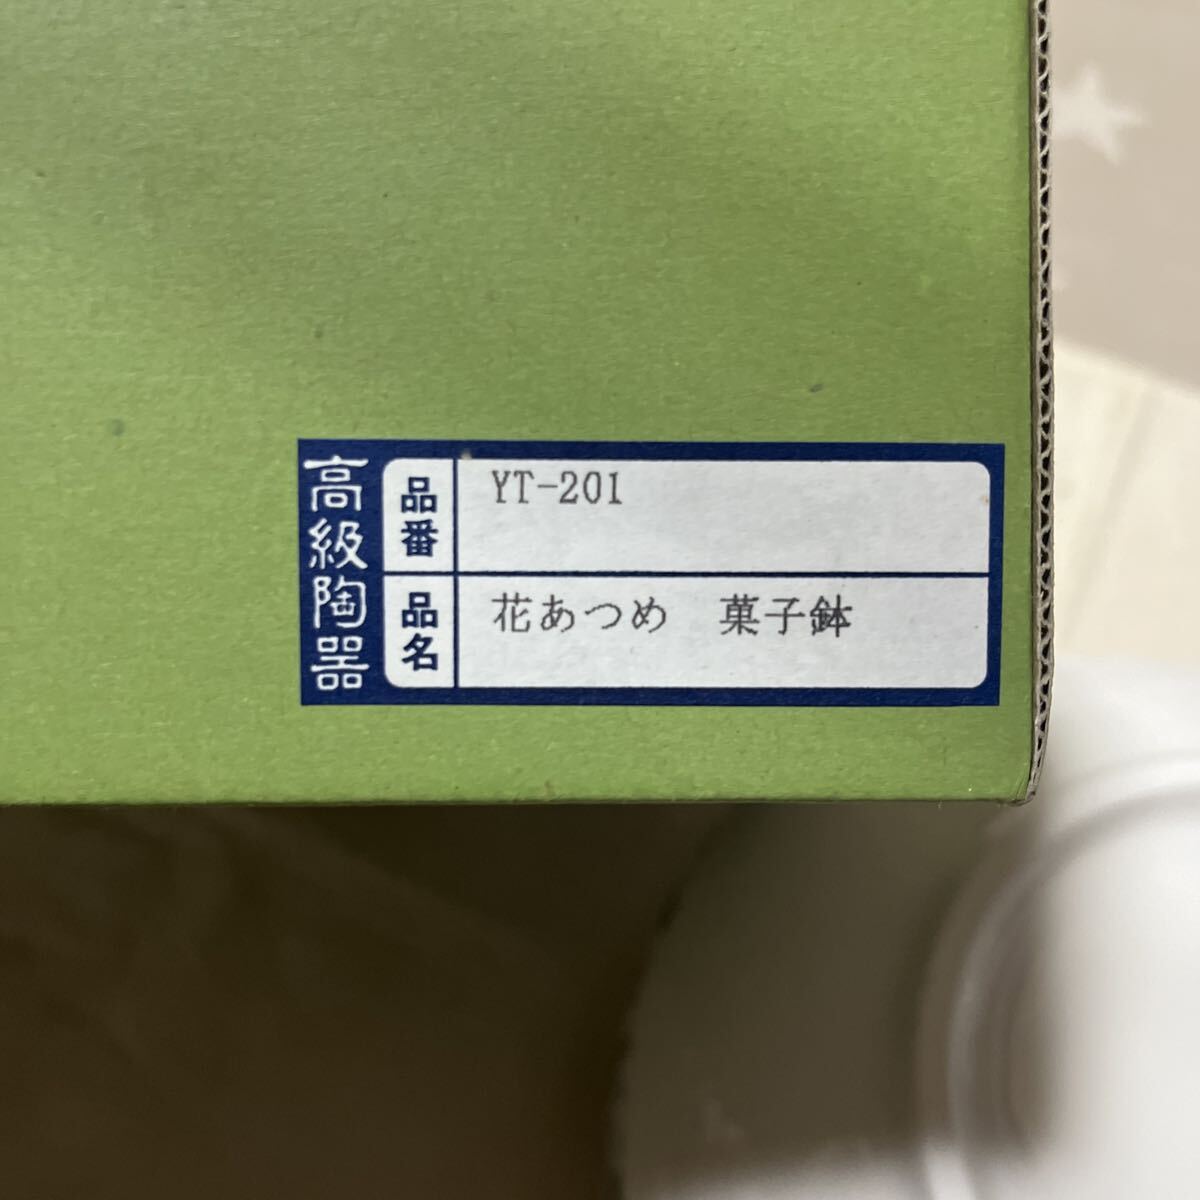 高級陶器
品番
YT-201
品名
花あつめ　菓子鉢